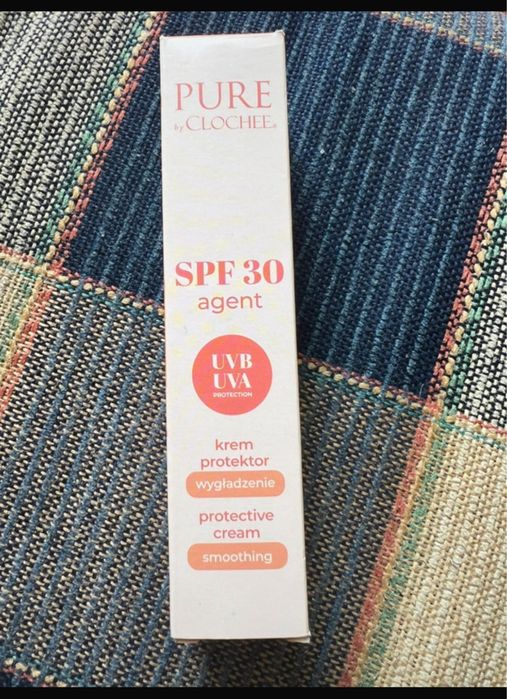 PURE
by CLOCHEE®
SPF 30
agent
UVB
UVA
PROTECTION
krem
protektor
wygładzenie
protective
cream
smoothing